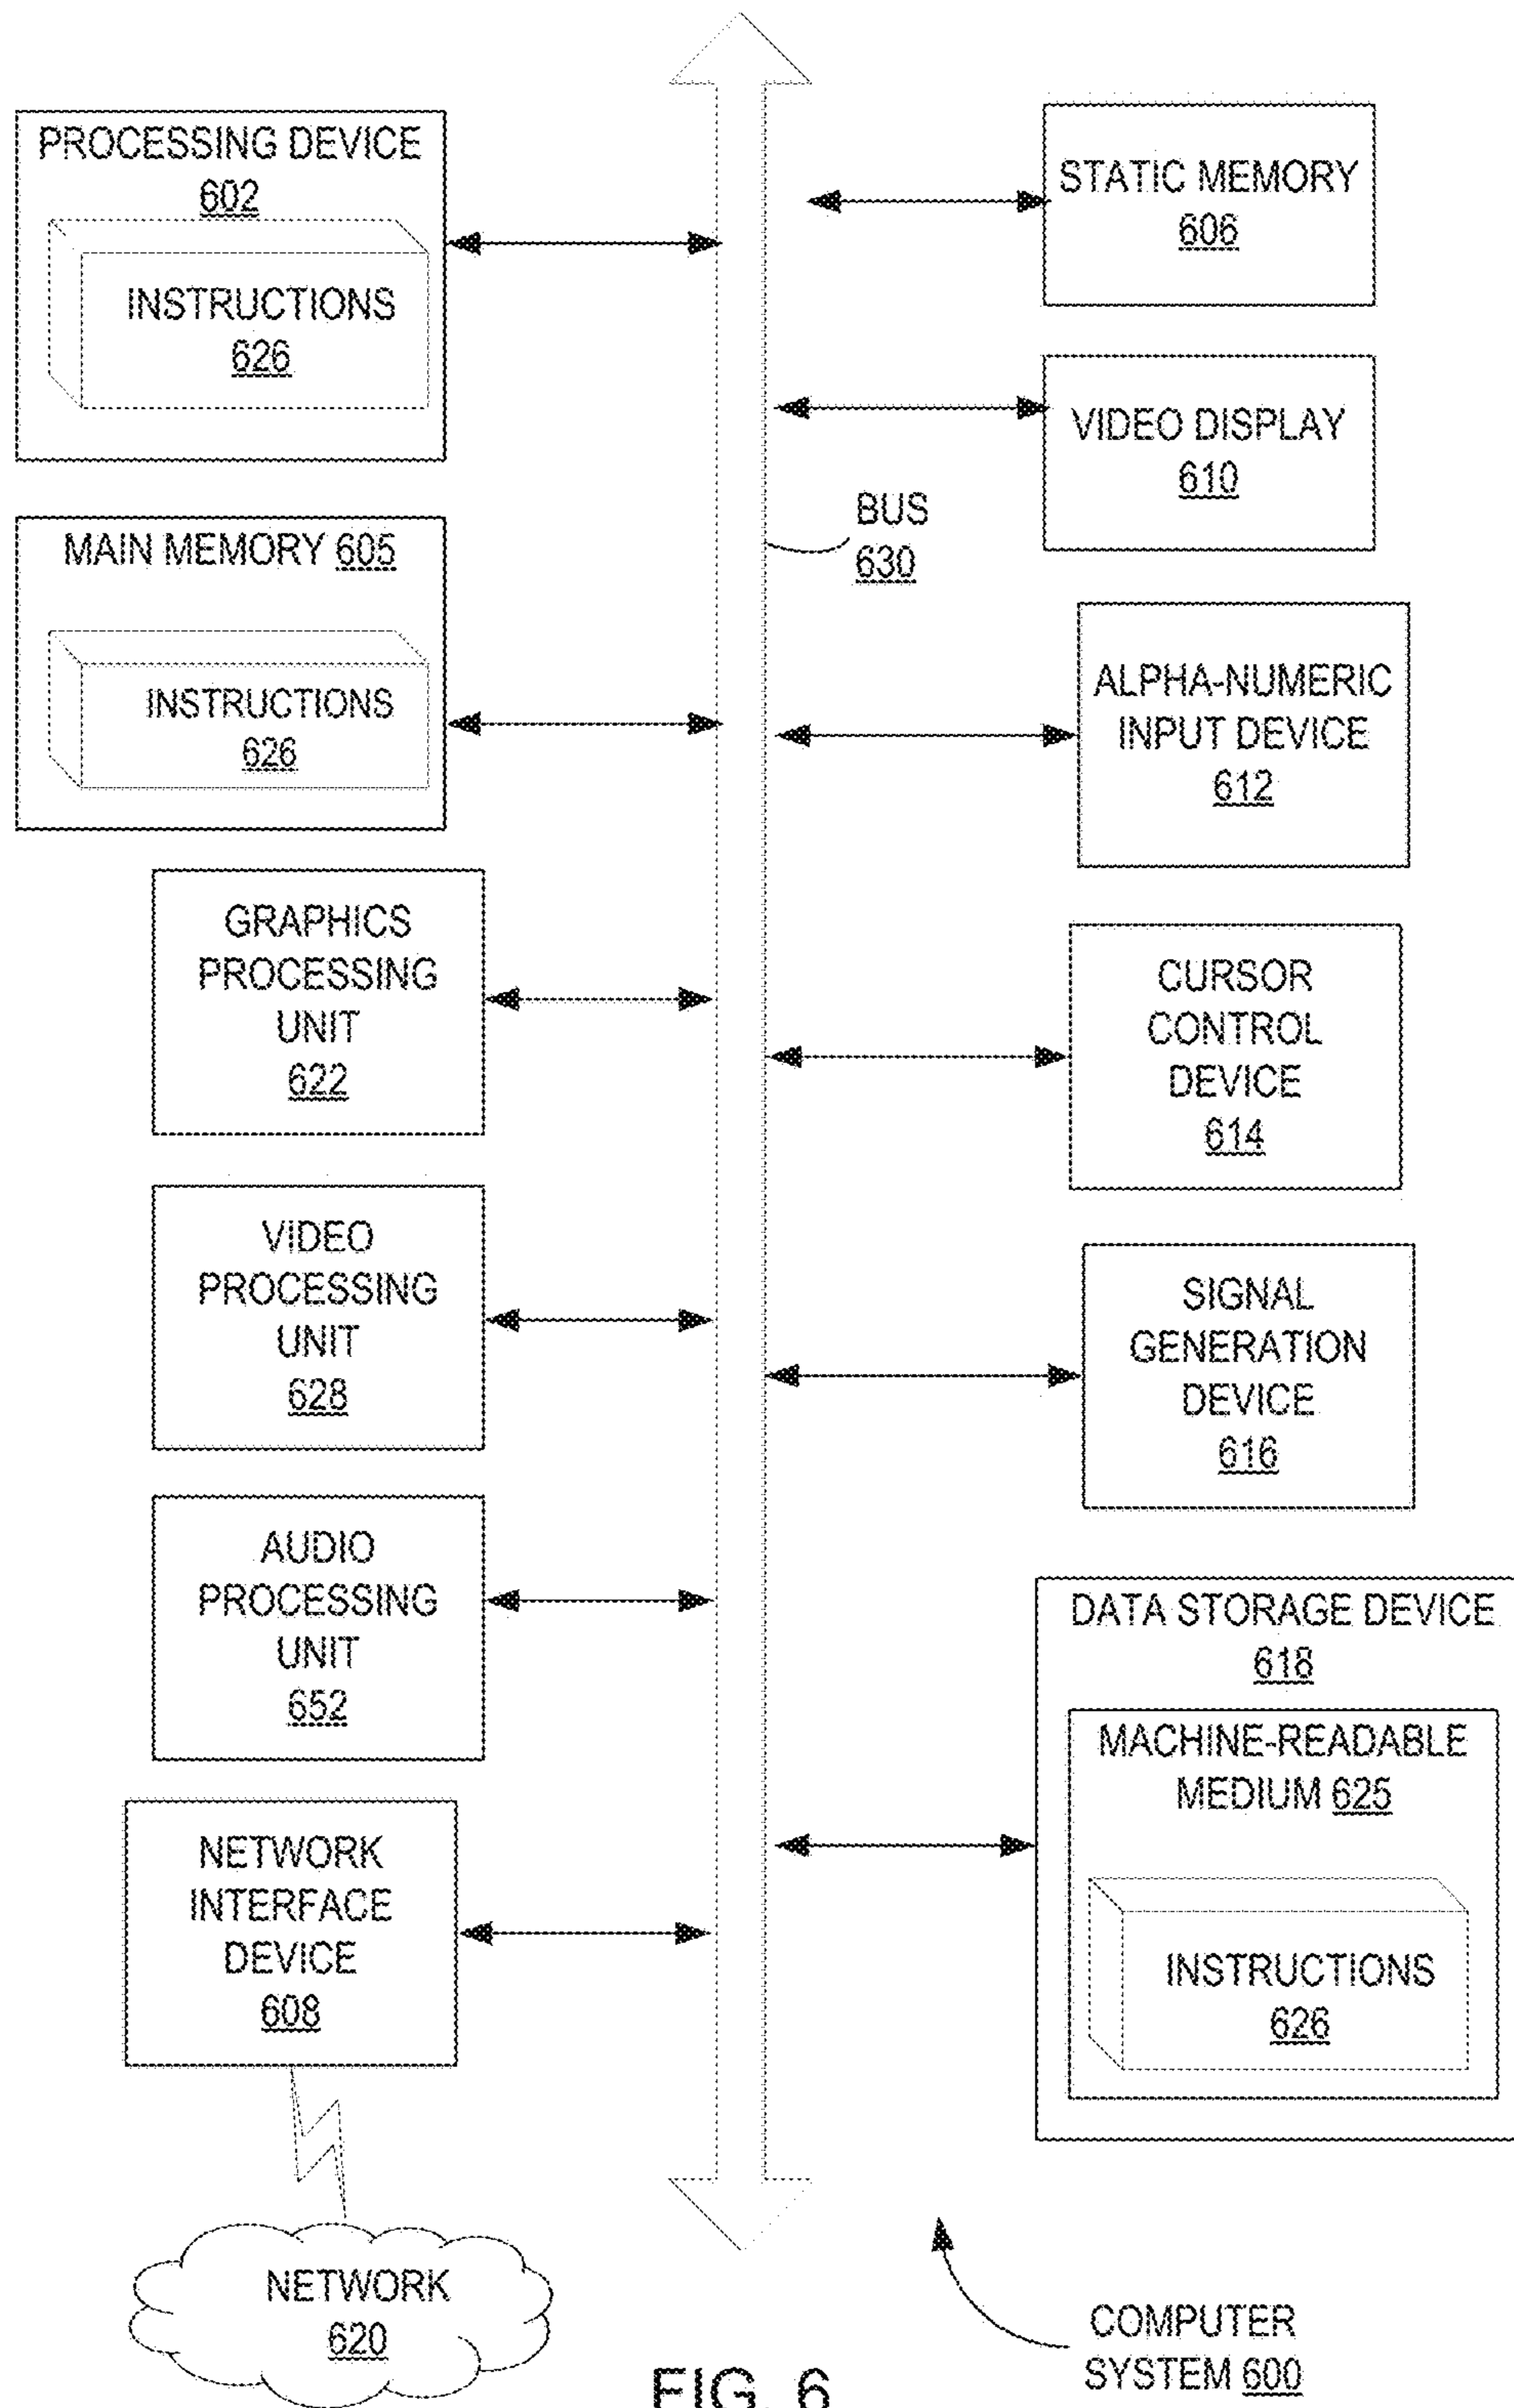 PROCESSING DEVICE
602
INSTRUCTIONS
626
MAIN MEMORY 605
INSTRUCTIONS
626
GRAPHICS
PROCESSING
UNIT
622
VIDEO
PROCESSING
UNIT
628
AUDIO
PROCESSING
UNIT
652
NETWORK
INTERFACE
DEVICE
608
NETWORK
620
BUS
630
STATIC MEMORY
606
VIDEO DISPLAY
610
ALPHA-NUMERIC
INPUT DEVICE
612
CURSOR
CONTROL
DEVICE
614
SIGNAL
GENERATION
DEVICE
616
DATA STORAGE DEVICE
618
MACHINE-READABLE
MEDIUM 625
INSTRUCTIONS
626
COMPUTER
SYSTEM 600
FIG. 6